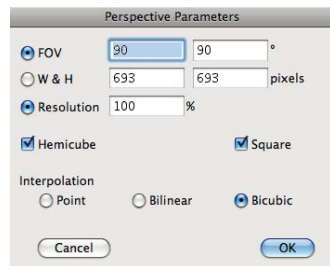 Perspective Parameters
FOV 90 90 °
W & H 693 693 pixels
Resolution 100 %
Hemicube Square
Interpolation
Point Bilinear Bicubic
Cancel OK